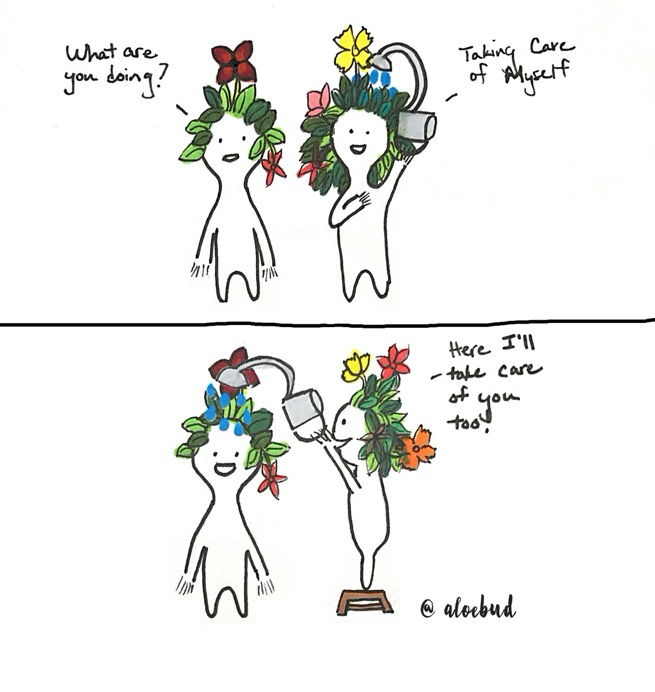 What are
you doing?
Taking Care
of Myself
Here I'll
take care
of you
too!
@ aloebud